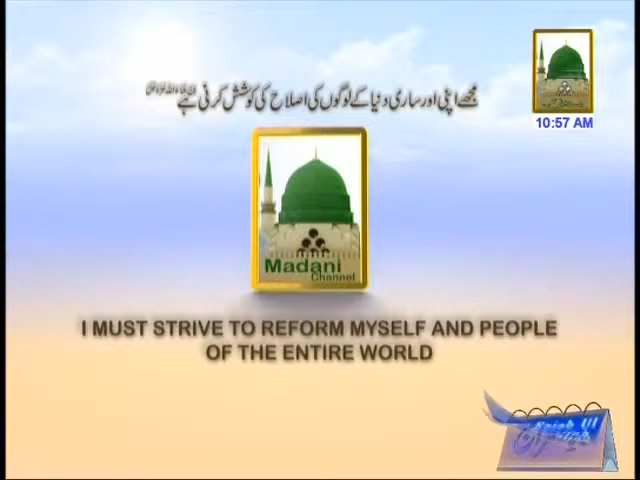 مجھے اپنی اور ساری دنیا کے لوگوں کی اصلاح کی کوشش کرنی ہے
10:57 AM
Madani
Channel
I MUST STRIVE TO REFORM MYSELF AND PEOPLE
OF THE ENTIRE WORLD